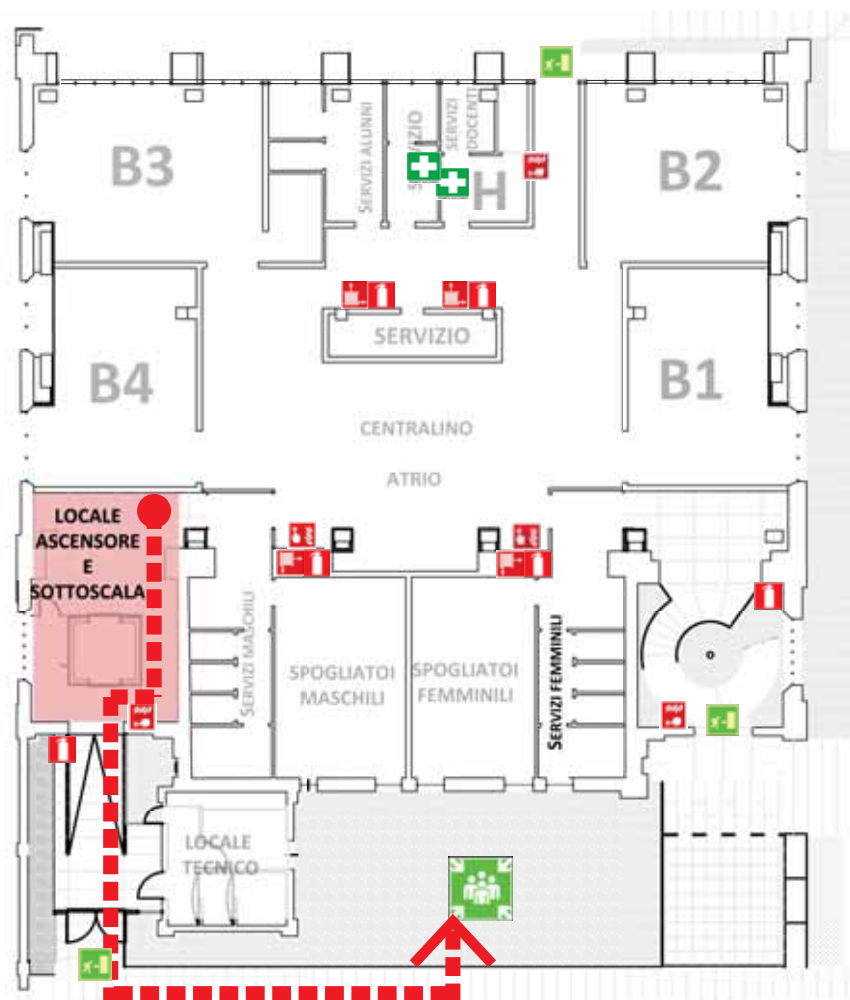 SERVIZI ALUNNI
SERVIZI
DOCENTI
B3
H
B2
SERVIZIO
B4
B1
CENTRALINO
ATRIO
LOCALE
ASCENSORE
E
SOTTOSCALA
SERVIZI MASCHILI
SPOGLIATOI
MASCHILI
SPOGLIATOI
FEMMINILI
SERVIZI FEMMINILI
LOCALE
TECNICO